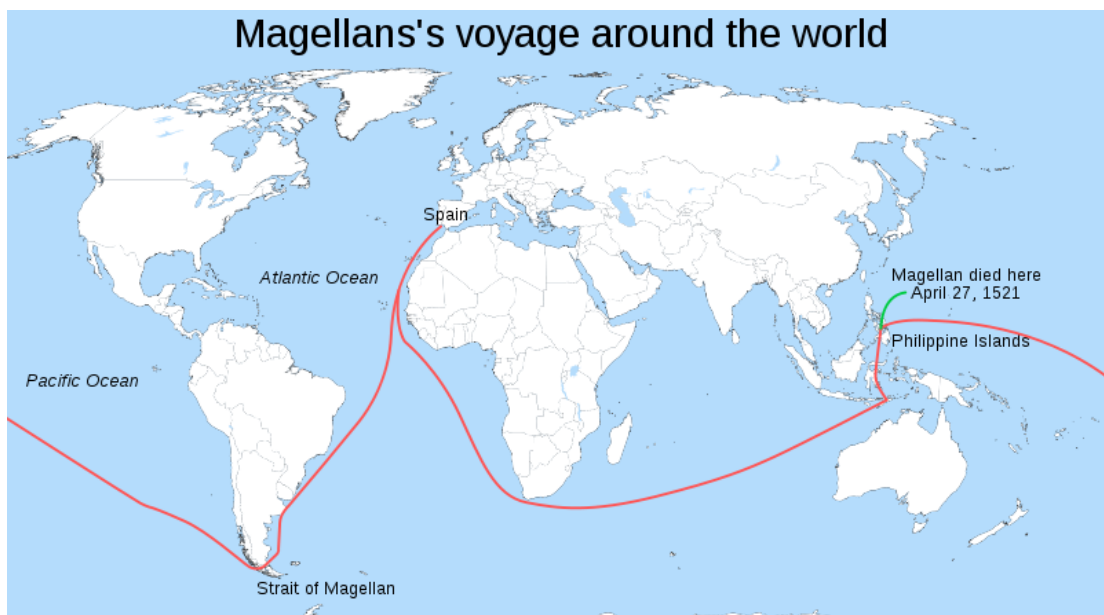 Magellans's voyage around the world
Spain
Atlantic Ocean
Magellan died here
April 27, 1521
Philippine Islands
Pacific Ocean
Strait of Magellan